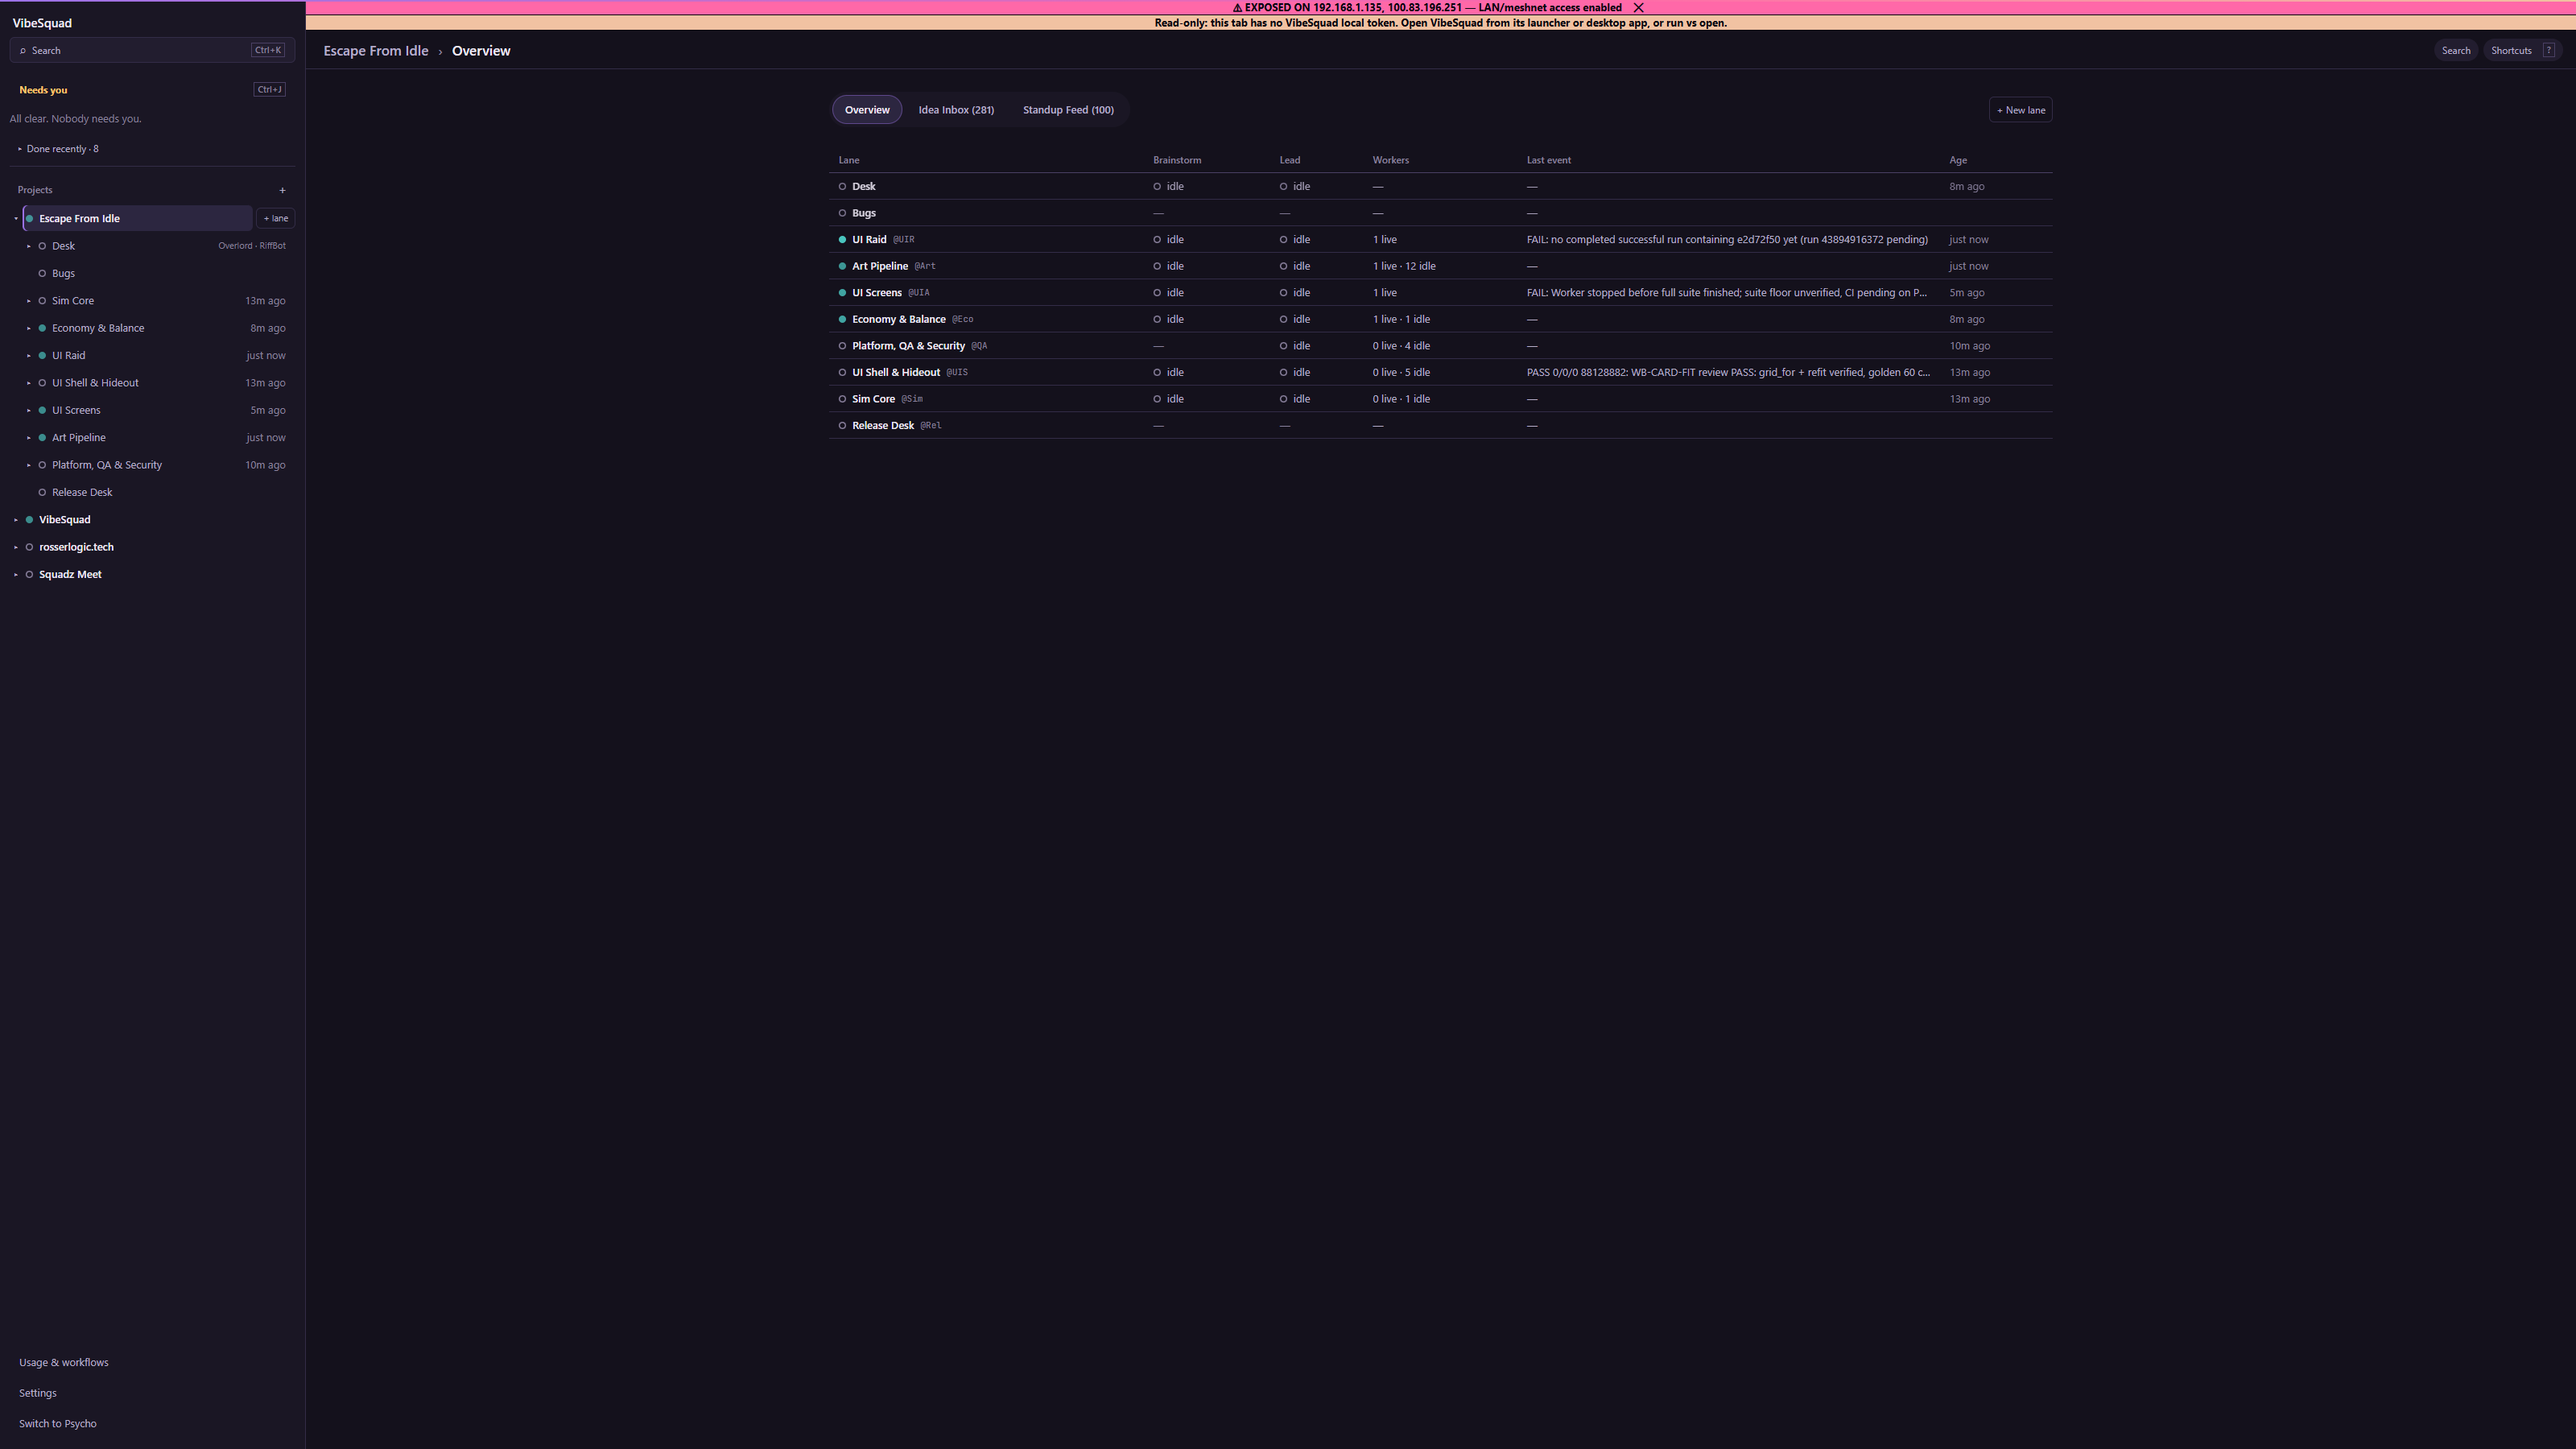 VibeSquad
Search Ctrl+K
Needs you Ctrl+J
All clear. Nobody needs you.
Done recently · 8
Projects +
Escape From Idle + lane
Desk Overlord · RiffBot
Bugs
Sim Core 13m ago
Economy & Balance 8m ago
UI Raid just now
UI Shell & Hideout 13m ago
UI Screens 5m ago
Art Pipeline just now
Platform, QA & Security 10m ago
Release Desk
VibeSquad
rosserlogic.tech
Squadz Meet
Usage & workflows
Settings
Switch to Psycho
⚠ EXPOSED ON 192.168.1.135, 100.83.196.251 — LAN/meshnet access enabled
Read-only: this tab has no VibeSquad local token. Open VibeSquad from its launcher or desktop app, or run vs open.
Escape From Idle › Overview Search Shortcuts ?
Overview Idea Inbox (281) Standup Feed (100) + New lane
Lane Brainstorm Lead Workers Last event Age
Desk idle idle — — 8m ago
Bugs — — — —
UI Raid @UIR idle idle 1 live FAIL: no completed successful run containing e2d72f50 yet (run 43894916372 pending) just now
Art Pipeline @Art idle idle 1 live · 12 idle — just now
UI Screens @UIA idle idle 1 live FAIL: Worker stopped before full suite finished; suite floor unverified, CI pending on P... 5m ago
Economy & Balance @Eco idle idle 1 live · 1 idle — 8m ago
Platform, QA & Security @QA — idle 0 live · 4 idle — 10m ago
UI Shell & Hideout @UIS idle idle 0 live · 5 idle PASS 0/0/0 88128882: WB-CARD-FIT review PASS: grid_for + refit verified, golden 60 c... 13m ago
Sim Core @Sim idle idle 0 live · 1 idle — 13m ago
Release Desk @Rel — — — —